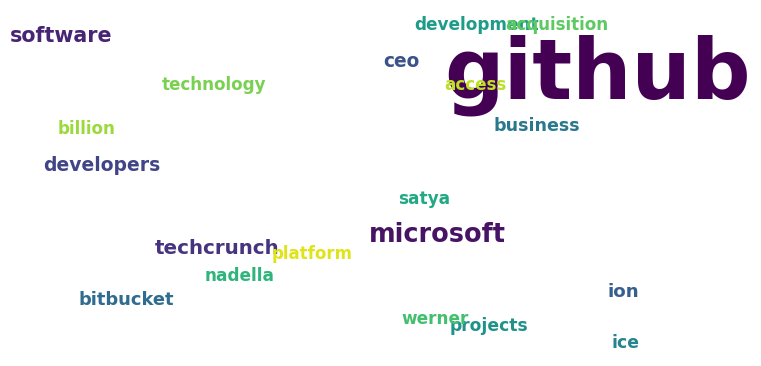 development
acquisition
software
ceo
github
technology
access
billion
business
developers
satya
microsoft
techcrunch
platform
nadella
ion
bitbucket
werner
projects
ice